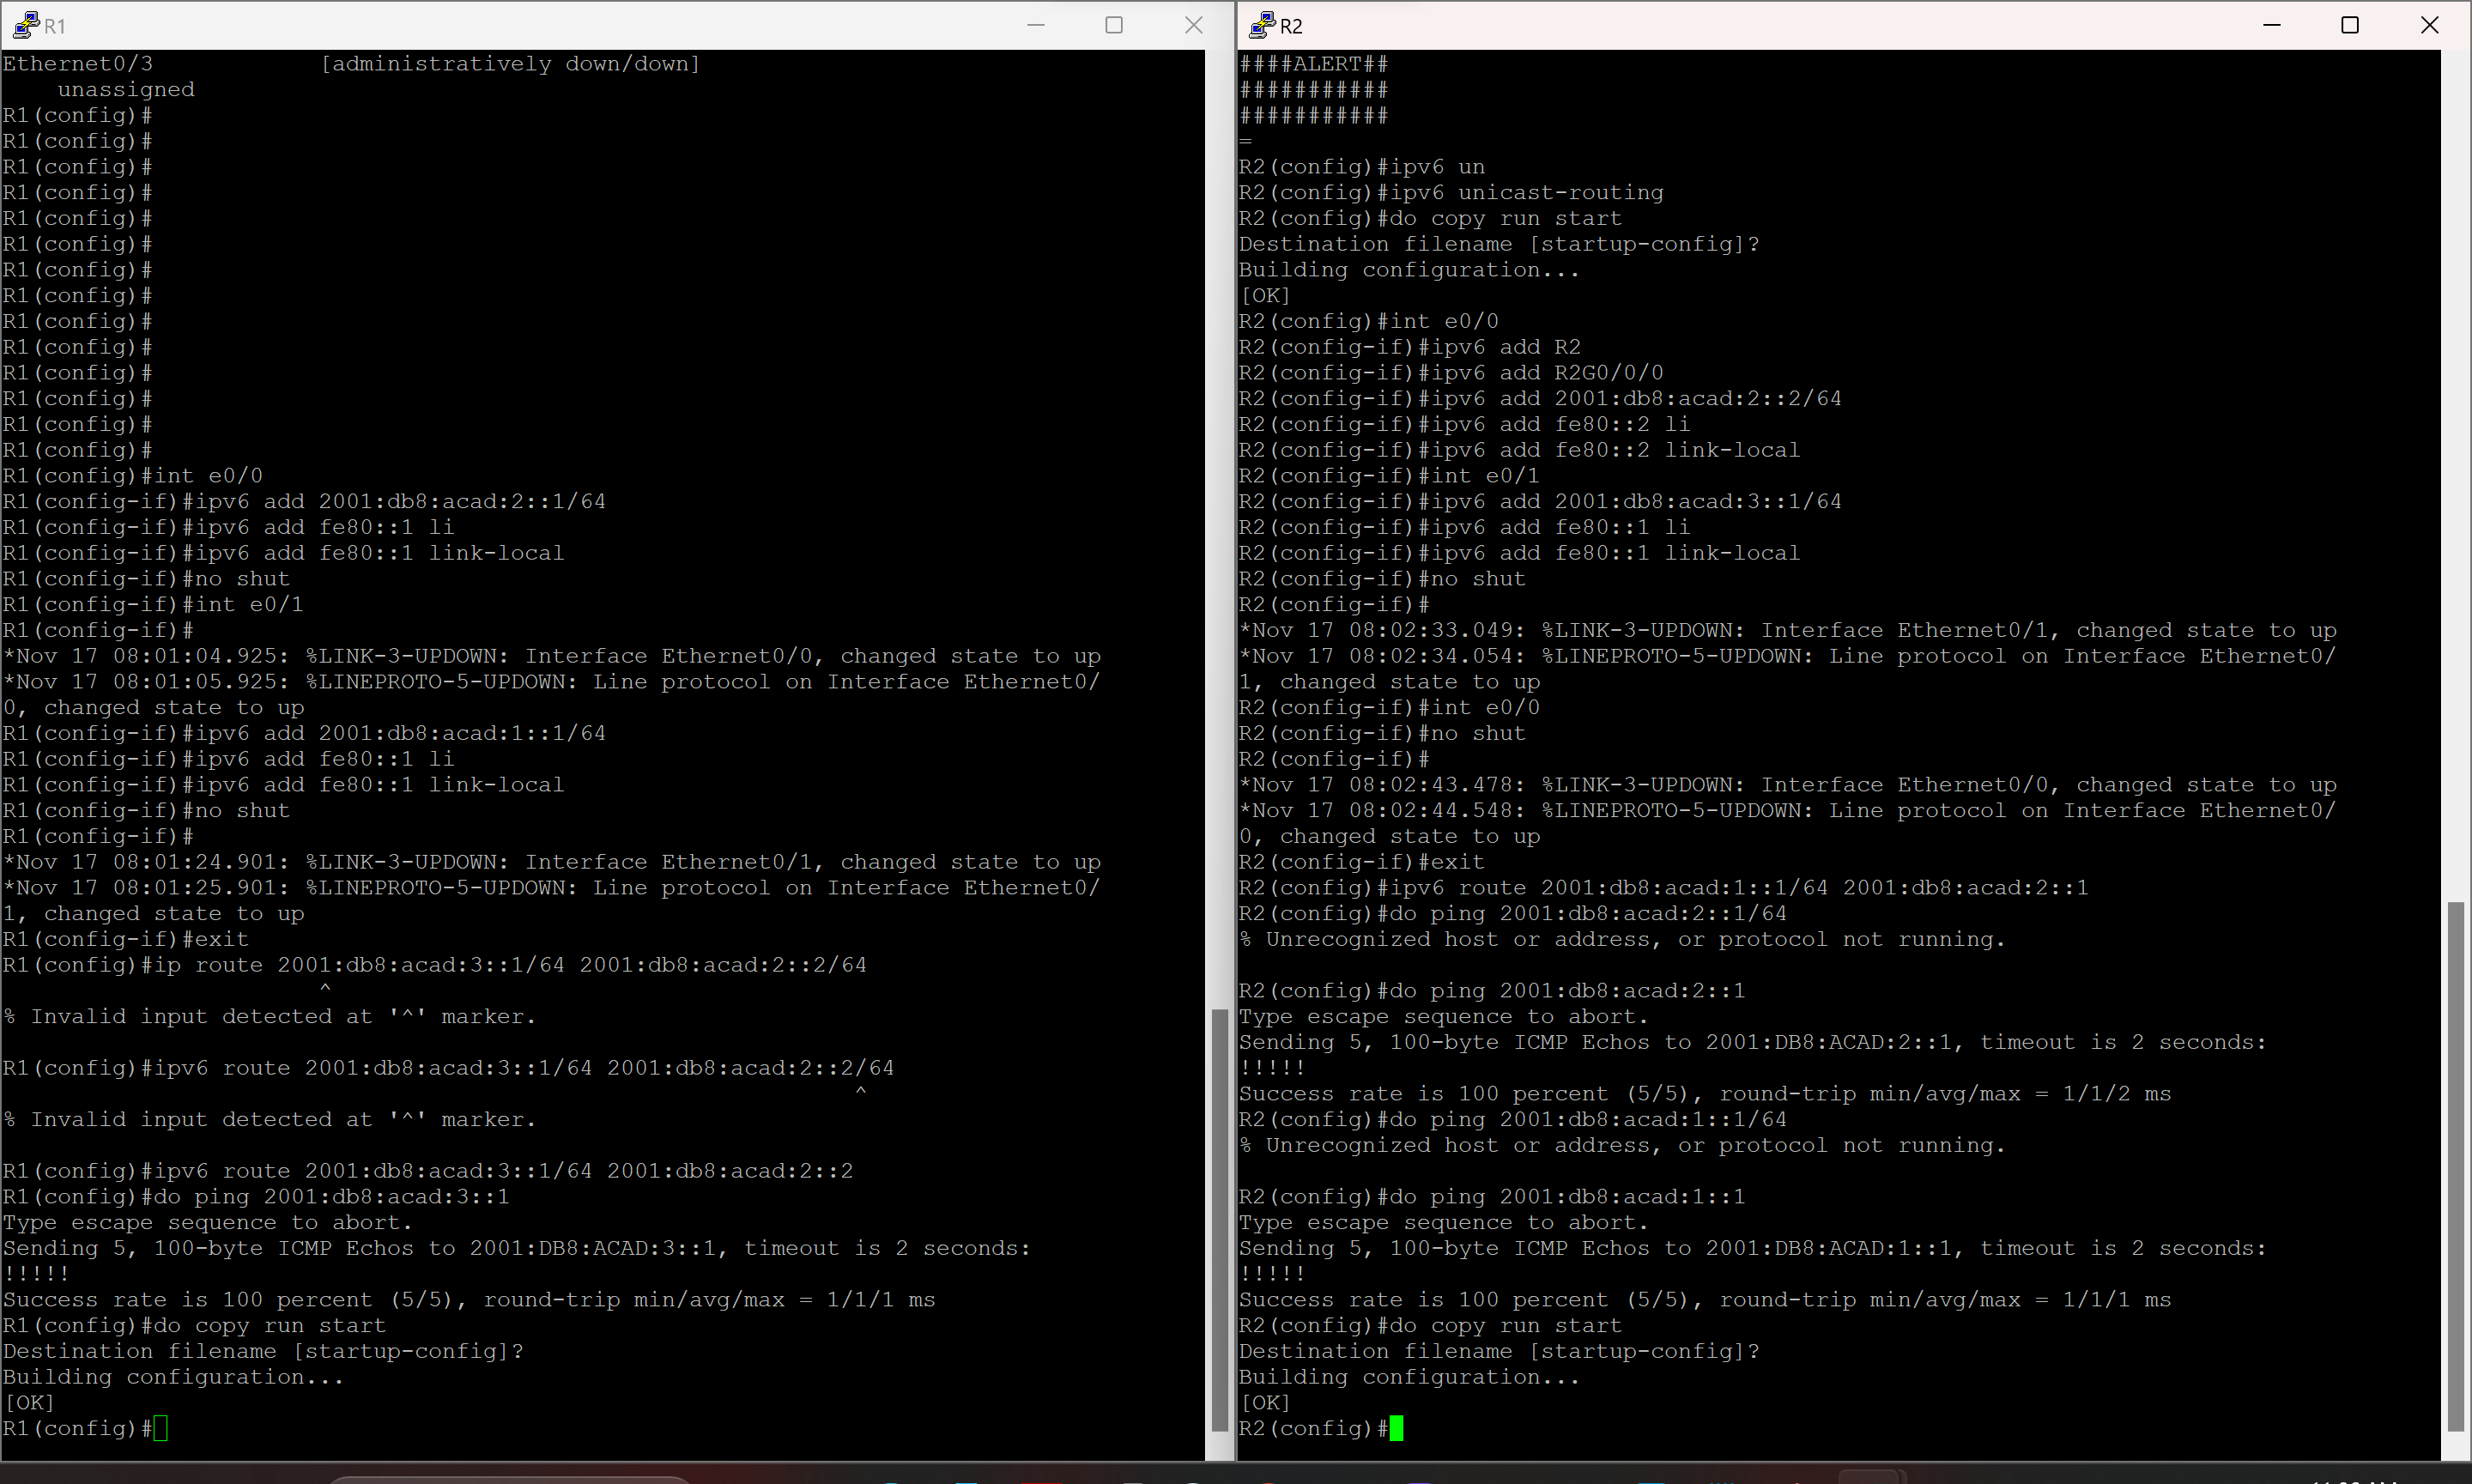 R1
Ethernet0/3            [administratively down/down]
    unassigned
R1(config)#
R1(config)#
R1(config)#
R1(config)#
R1(config)#
R1(config)#
R1(config)#
R1(config)#
R1(config)#
R1(config)#
R1(config)#
R1(config)#
R1(config)#
R1(config)#
R1(config)#int e0/0
R1(config-if)#ipv6 add 2001:db8:acad:2::1/64
R1(config-if)#ipv6 add fe80::1 li
R1(config-if)#ipv6 add fe80::1 link-local
R1(config-if)#no shut
R1(config-if)#int e0/1
R1(config-if)#
*Nov 17 08:01:04.925: %LINK-3-UPDOWN: Interface Ethernet0/0, changed state to up
*Nov 17 08:01:05.925: %LINEPROTO-5-UPDOWN: Line protocol on Interface Ethernet0/
0, changed state to up
R1(config-if)#ipv6 add 2001:db8:acad:1::1/64
R1(config-if)#ipv6 add fe80::1 li
R1(config-if)#ipv6 add fe80::1 link-local
R1(config-if)#no shut
R1(config-if)#
*Nov 17 08:01:24.901: %LINK-3-UPDOWN: Interface Ethernet0/1, changed state to up
*Nov 17 08:01:25.901: %LINEPROTO-5-UPDOWN: Line protocol on Interface Ethernet0/
1, changed state to up
R1(config-if)#exit
R1(config)#ip route 2001:db8:acad:3::1/64 2001:db8:acad:2::2/64
^
% Invalid input detected at '^' marker.
R1(config)#ipv6 route 2001:db8:acad:3::1/64 2001:db8:acad:2::2/64
^
% Invalid input detected at '^' marker.
R1(config)#ipv6 route 2001:db8:acad:3::1/64 2001:db8:acad:2::2
R1(config)#do ping 2001:db8:acad:3::1
Type escape sequence to abort.
Sending 5, 100-byte ICMP Echos to 2001:DB8:ACAD:3::1, timeout is 2 seconds:
!!!!!
Success rate is 100 percent (5/5), round-trip min/avg/max = 1/1/1 ms
R1(config)#do copy run start
Destination filename [startup-config]?
Building configuration...
[OK]
R1(config)#
R2
####ALERT##
###########
###########
=
R2(config)#ipv6 un
R2(config)#ipv6 unicast-routing
R2(config)#do copy run start
Destination filename [startup-config]?
Building configuration...
[OK]
R2(config)#int e0/0
R2(config-if)#ipv6 add R2
R2(config-if)#ipv6 add R2G0/0/0
R2(config-if)#ipv6 add 2001:db8:acad:2::2/64
R2(config-if)#ipv6 add fe80::2 li
R2(config-if)#ipv6 add fe80::2 link-local
R2(config-if)#int e0/1
R2(config-if)#ipv6 add 2001:db8:acad:3::1/64
R2(config-if)#ipv6 add fe80::1 li
R2(config-if)#ipv6 add fe80::1 link-local
R2(config-if)#no shut
R2(config-if)#
*Nov 17 08:02:33.049: %LINK-3-UPDOWN: Interface Ethernet0/1, changed state to up
*Nov 17 08:02:34.054: %LINEPROTO-5-UPDOWN: Line protocol on Interface Ethernet0/
1, changed state to up
R2(config-if)#int e0/0
R2(config-if)#no shut
R2(config-if)#
*Nov 17 08:02:43.478: %LINK-3-UPDOWN: Interface Ethernet0/0, changed state to up
*Nov 17 08:02:44.548: %LINEPROTO-5-UPDOWN: Line protocol on Interface Ethernet0/
0, changed state to up
R2(config-if)#exit
R2(config)#ipv6 route 2001:db8:acad:1::1/64 2001:db8:acad:2::1
R2(config)#do ping 2001:db8:acad:2::1/64
% Unrecognized host or address, or protocol not running.
R2(config)#do ping 2001:db8:acad:2::1
Type escape sequence to abort.
Sending 5, 100-byte ICMP Echos to 2001:DB8:ACAD:2::1, timeout is 2 seconds:
!!!!!
Success rate is 100 percent (5/5), round-trip min/avg/max = 1/1/2 ms
R2(config)#do ping 2001:db8:acad:1::1/64
% Unrecognized host or address, or protocol not running.
R2(config)#do ping 2001:db8:acad:1::1
Type escape sequence to abort.
Sending 5, 100-byte ICMP Echos to 2001:DB8:ACAD:1::1, timeout is 2 seconds:
!!!!!
Success rate is 100 percent (5/5), round-trip min/avg/max = 1/1/1 ms
R2(config)#do copy run start
Destination filename [startup-config]?
Building configuration...
[OK]
R2(config)#